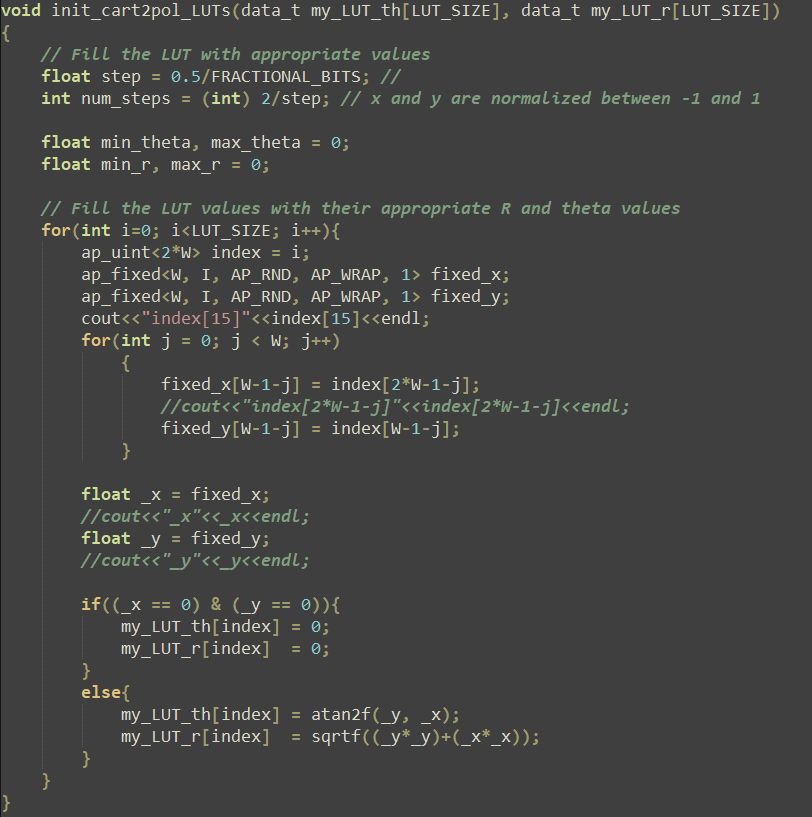 void init_cart2pol_LUTs(data_t my_LUT_th[LUT_SIZE], data_t my_LUT_r[LUT_SIZE])
{
    // Fill the LUT with appropriate values
    float step = 0.5/FRACTIONAL_BITS; //
    int num_steps = (int) 2/step; // x and y are normalized between -1 and 1

    float min_theta, max_theta = 0;
    float min_r, max_r = 0;

    // Fill the LUT values with their appropriate R and theta values
    for(int i=0; i<LUT_SIZE; i++){
        ap_uint<2*W> index = i;
        ap_fixed<W, I, AP_RND, AP_WRAP, 1> fixed_x;
        ap_fixed<W, I, AP_RND, AP_WRAP, 1> fixed_y;
        cout<<"index[15]"<<index[15]<<endl;
        for(int j = 0; j < W; j++)
            {
                fixed_x[W-1-j] = index[2*W-1-j];
                //cout<<"index[2*W-1-j]"<<index[2*W-1-j]<<endl;
                fixed_y[W-1-j] = index[W-1-j];
            }

        float _x = fixed_x;
        //cout<<"_x"<<_x<<endl;
        float _y = fixed_y;
        //cout<<"_y"<<_y<<endl;

        if((_x == 0) & (_y == 0)){
            my_LUT_th[index] = 0;
            my_LUT_r[index]  = 0;
        }
        else{
            my_LUT_th[index] = atan2f(_y, _x);
            my_LUT_r[index]  = sqrtf((_y*_y)+(_x*_x));
        }
    }
}